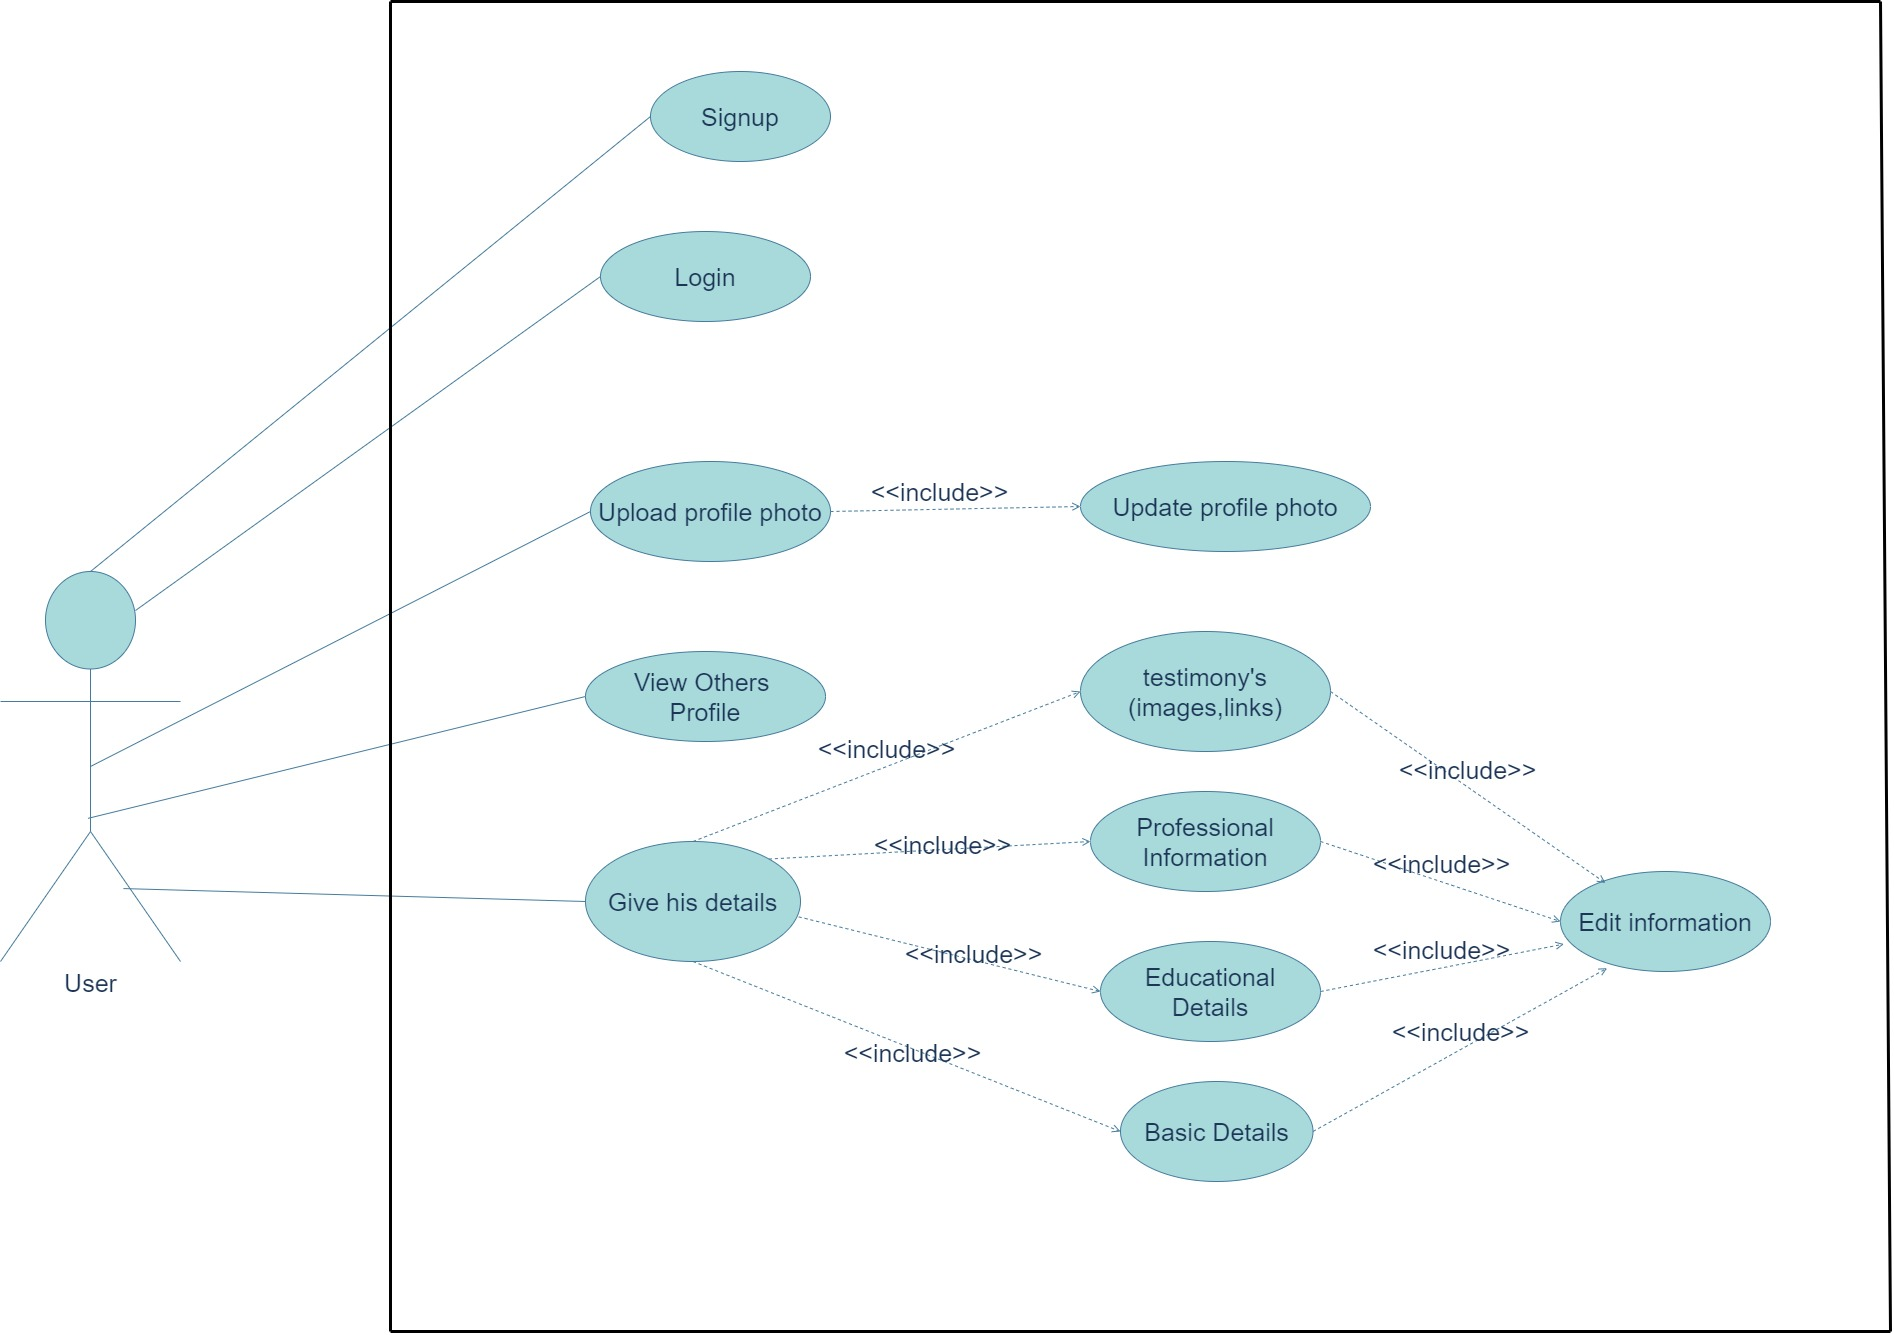 Signup
Login
Upload profile photo
<<include>>
Update profile photo
View Others
Profile
testimony's
(images,links)
<<include>>
<<include>>
Professional
Information
<<include>>
<<include>>
Give his details
Edit information
<<include>>
<<include>>
Educational
Details
User
<<include>>
<<include>>
Basic Details